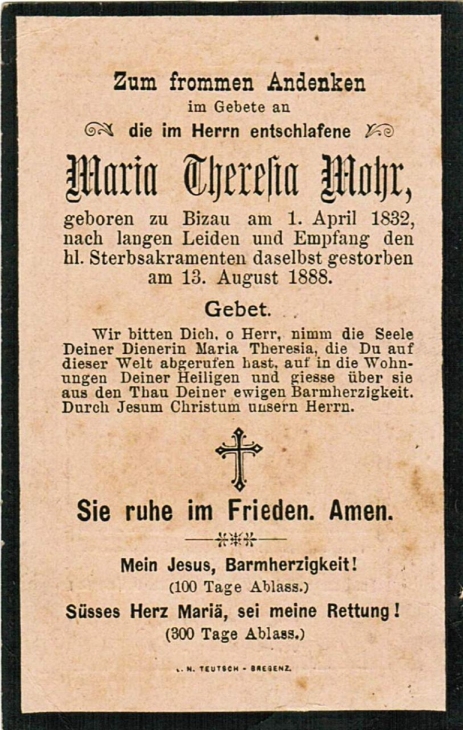 Zum frommen Andenken
im Gebete an
die im Herrn entschlafene
Maria Theresia Mohr,
geboren zu Bizau am 1. April 1832,
nach langen Leiden und Empfang den
hl. Sterbsakramenten daselbst gestorben
am 13. August 1888.
Gebet.
Wir bitten Dich, o Herr, nimm die Seele
Deiner Dienerin Maria Theresia, die Du auf
dieser Welt abgerufen hast, auf in die Wohn-
ungen Deiner Heiligen und giesse über sie
aus den Thau Deiner ewigen Barmherzigkeit.
Durch Jesum Christum unsern Herrn.
Sie ruhe im Frieden. Amen.
Mein Jesus, Barmherzigkeit!
(100 Tage Ablass.)
Süsses Herz Mariä, sei meine Rettung!
(300 Tage Ablass.)
N. TEUTSCH - BREGENZ.